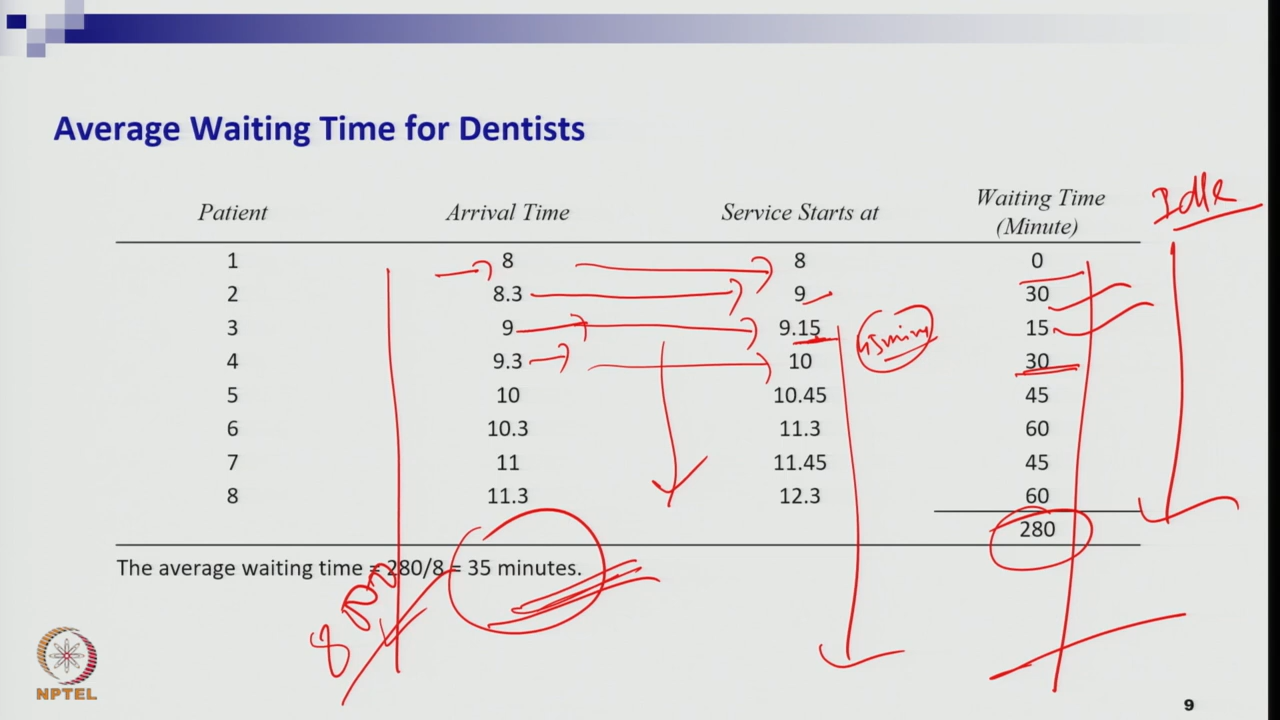 Average Waiting Time for Dentists
Patient Arrival Time Service Starts at Waiting Time (Minute) Idle
1 8 8 0
2 8.3 9 30
3 9 9.15 15
45min
4 9.3 10 30
5 10 10.45 45
6 10.3 11.3 60
7 11 11.45 45
8 11.3 12.3 60
280
The average waiting time = 280/8 = 35 minutes.
8000
NPTEL
9